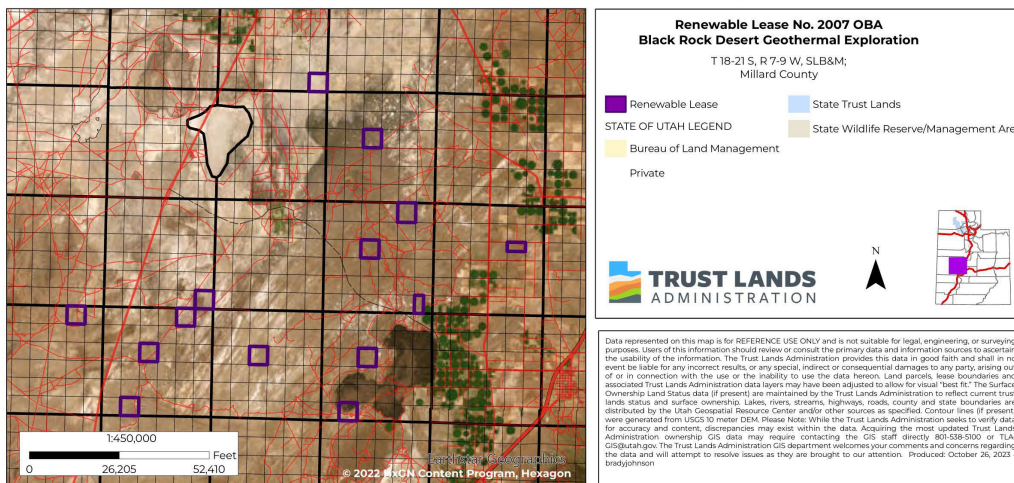 Renewable Lease No. 2007 OBA
Black Rock Desert Geothermal Exploration
T 18-21 S, R 7-9 W, SLB&M;
Millard County
Renewable Lease
State Trust Lands
STATE OF UTAH LEGEND
State Wildlife Reserve/Management Are
Bureau of Land Management
Private
N
TRUST LANDS
ADMINISTRATION
1:450,000
Feet
0 26,205 52,410
Earthstar Geographics
© 2022 NxGN Content Program, Hexagon
Data represented on this map is for REFERENCE USE ONLY and is not suitable for legal, engineering, or surveying
purposes. Users of this information should review or consult the primary data and information sources to ascertain
the usability of the information. The Trust Lands Administration provides this data in good faith and shall in no
event be liable for any incorrect results, or any special, indirect or consequential damages to any party, arising out
of or in connection with the use or the inability to use the data hereon. Land parcels, lease boundaries and
associated Trust Lands Administration data layers may have been adjusted to allow for visual "best fit." The Surface
Ownership Land Status data (if present) are maintained by the Trust Lands Administration to reflect current trust
lands status and surface ownership. Lakes, rivers, streams, highways, roads, county and state boundaries are
distributed by the Utah Geospatial Resource Center and/or other sources as specified. Contour lines (if present)
were generated from USGS 10 meter DEM. Please Note: While the Trust Lands Administration seeks to verify data
for accuracy and content, discrepancies may exist within the data. Acquiring the most updated Trust Lands
Administration ownership GIS data may require contacting the GIS staff directly 801-538-5100 or TLA-
GIS@utah.gov. The Trust Lands Administration GIS department welcomes your comments and concerns regarding
the data and will attempt to resolve issues as they are brought to our attention. Produced: October 26, 2023 -
bradyjohnson